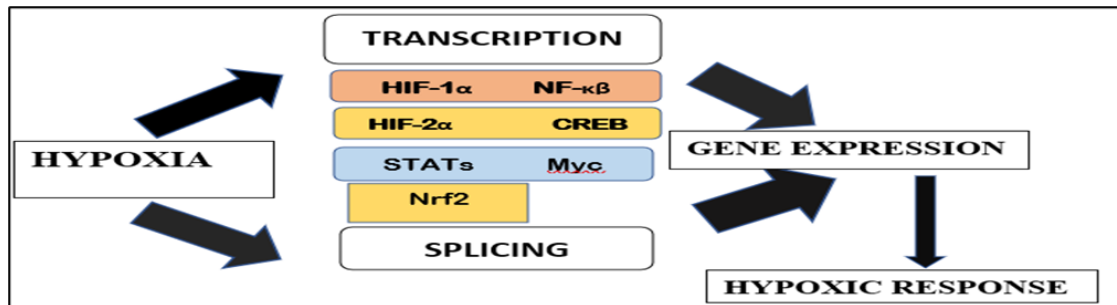 TRANSCRIPTION
HIF-1α NF-κβ
HIF-2α CREB
HYPOXIA
GENE EXPRESSION
STATs Myc
Nrf2
SPLICING
HYPOXIC RESPONSE